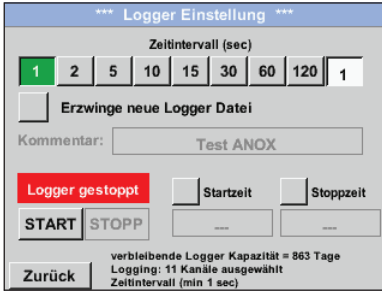 *** Logger Einstellung ***
Zeitintervall (sec)
1 2 5 10 15 30 60 120 1
Erzwinge neue Logger Datei
Kommentar: Test ANOX
Logger gestoppt Startzeit Stoppzeit
START STOPP --- ---
verbleibende Logger Kapazität = 863 Tage
Logging: 11 Kanäle ausgewählt
Zurück Zeitintervall (min 1 sec)